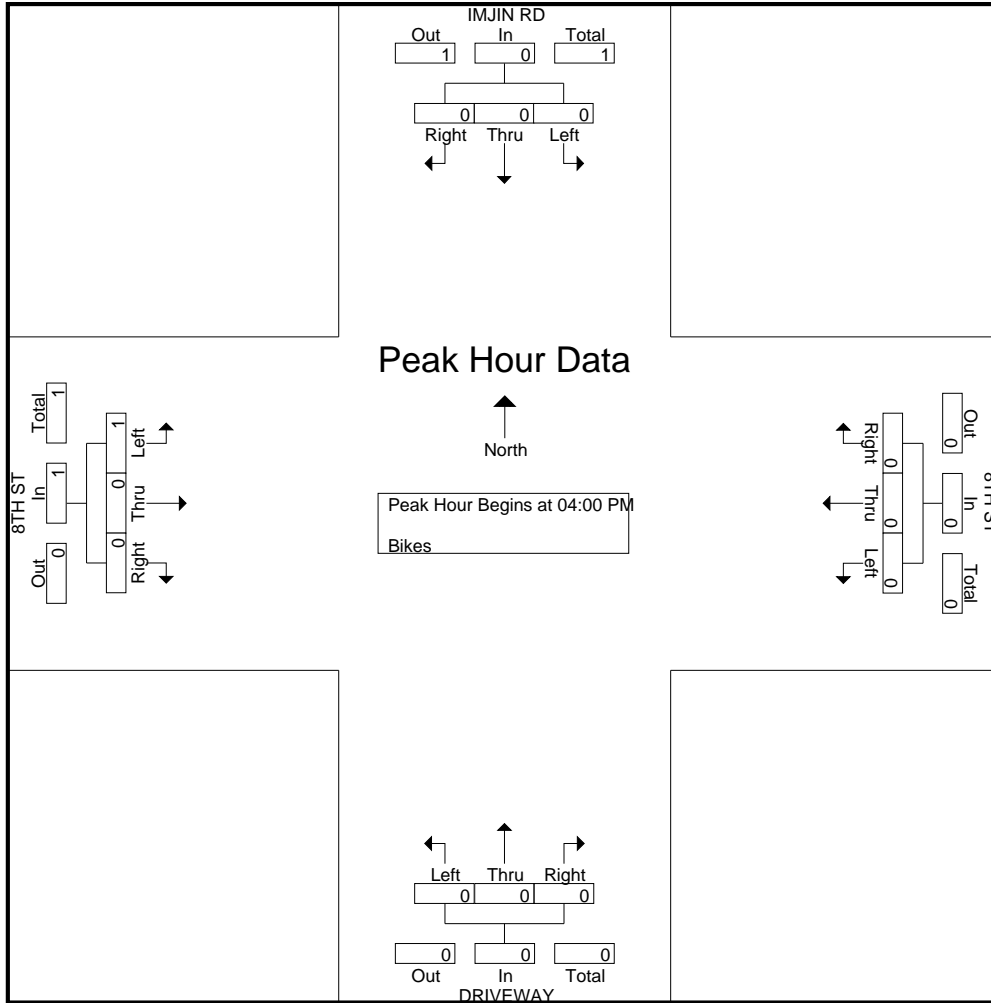 IMJIN RD
Out In Total
1 0 1
0 0 0
Right Thru Left
Peak Hour Data
North
Peak Hour Begins at 04:00 PM
Bikes
8TH ST
Total In Out
1 1 0
1 0 0
Left Thru Right
Right Thru Left
0 0 0
Out In Total
0 0 0
8TH ST
Left Thru Right
0 0 0
0 0 0
Out In Total
DRIVEWAY